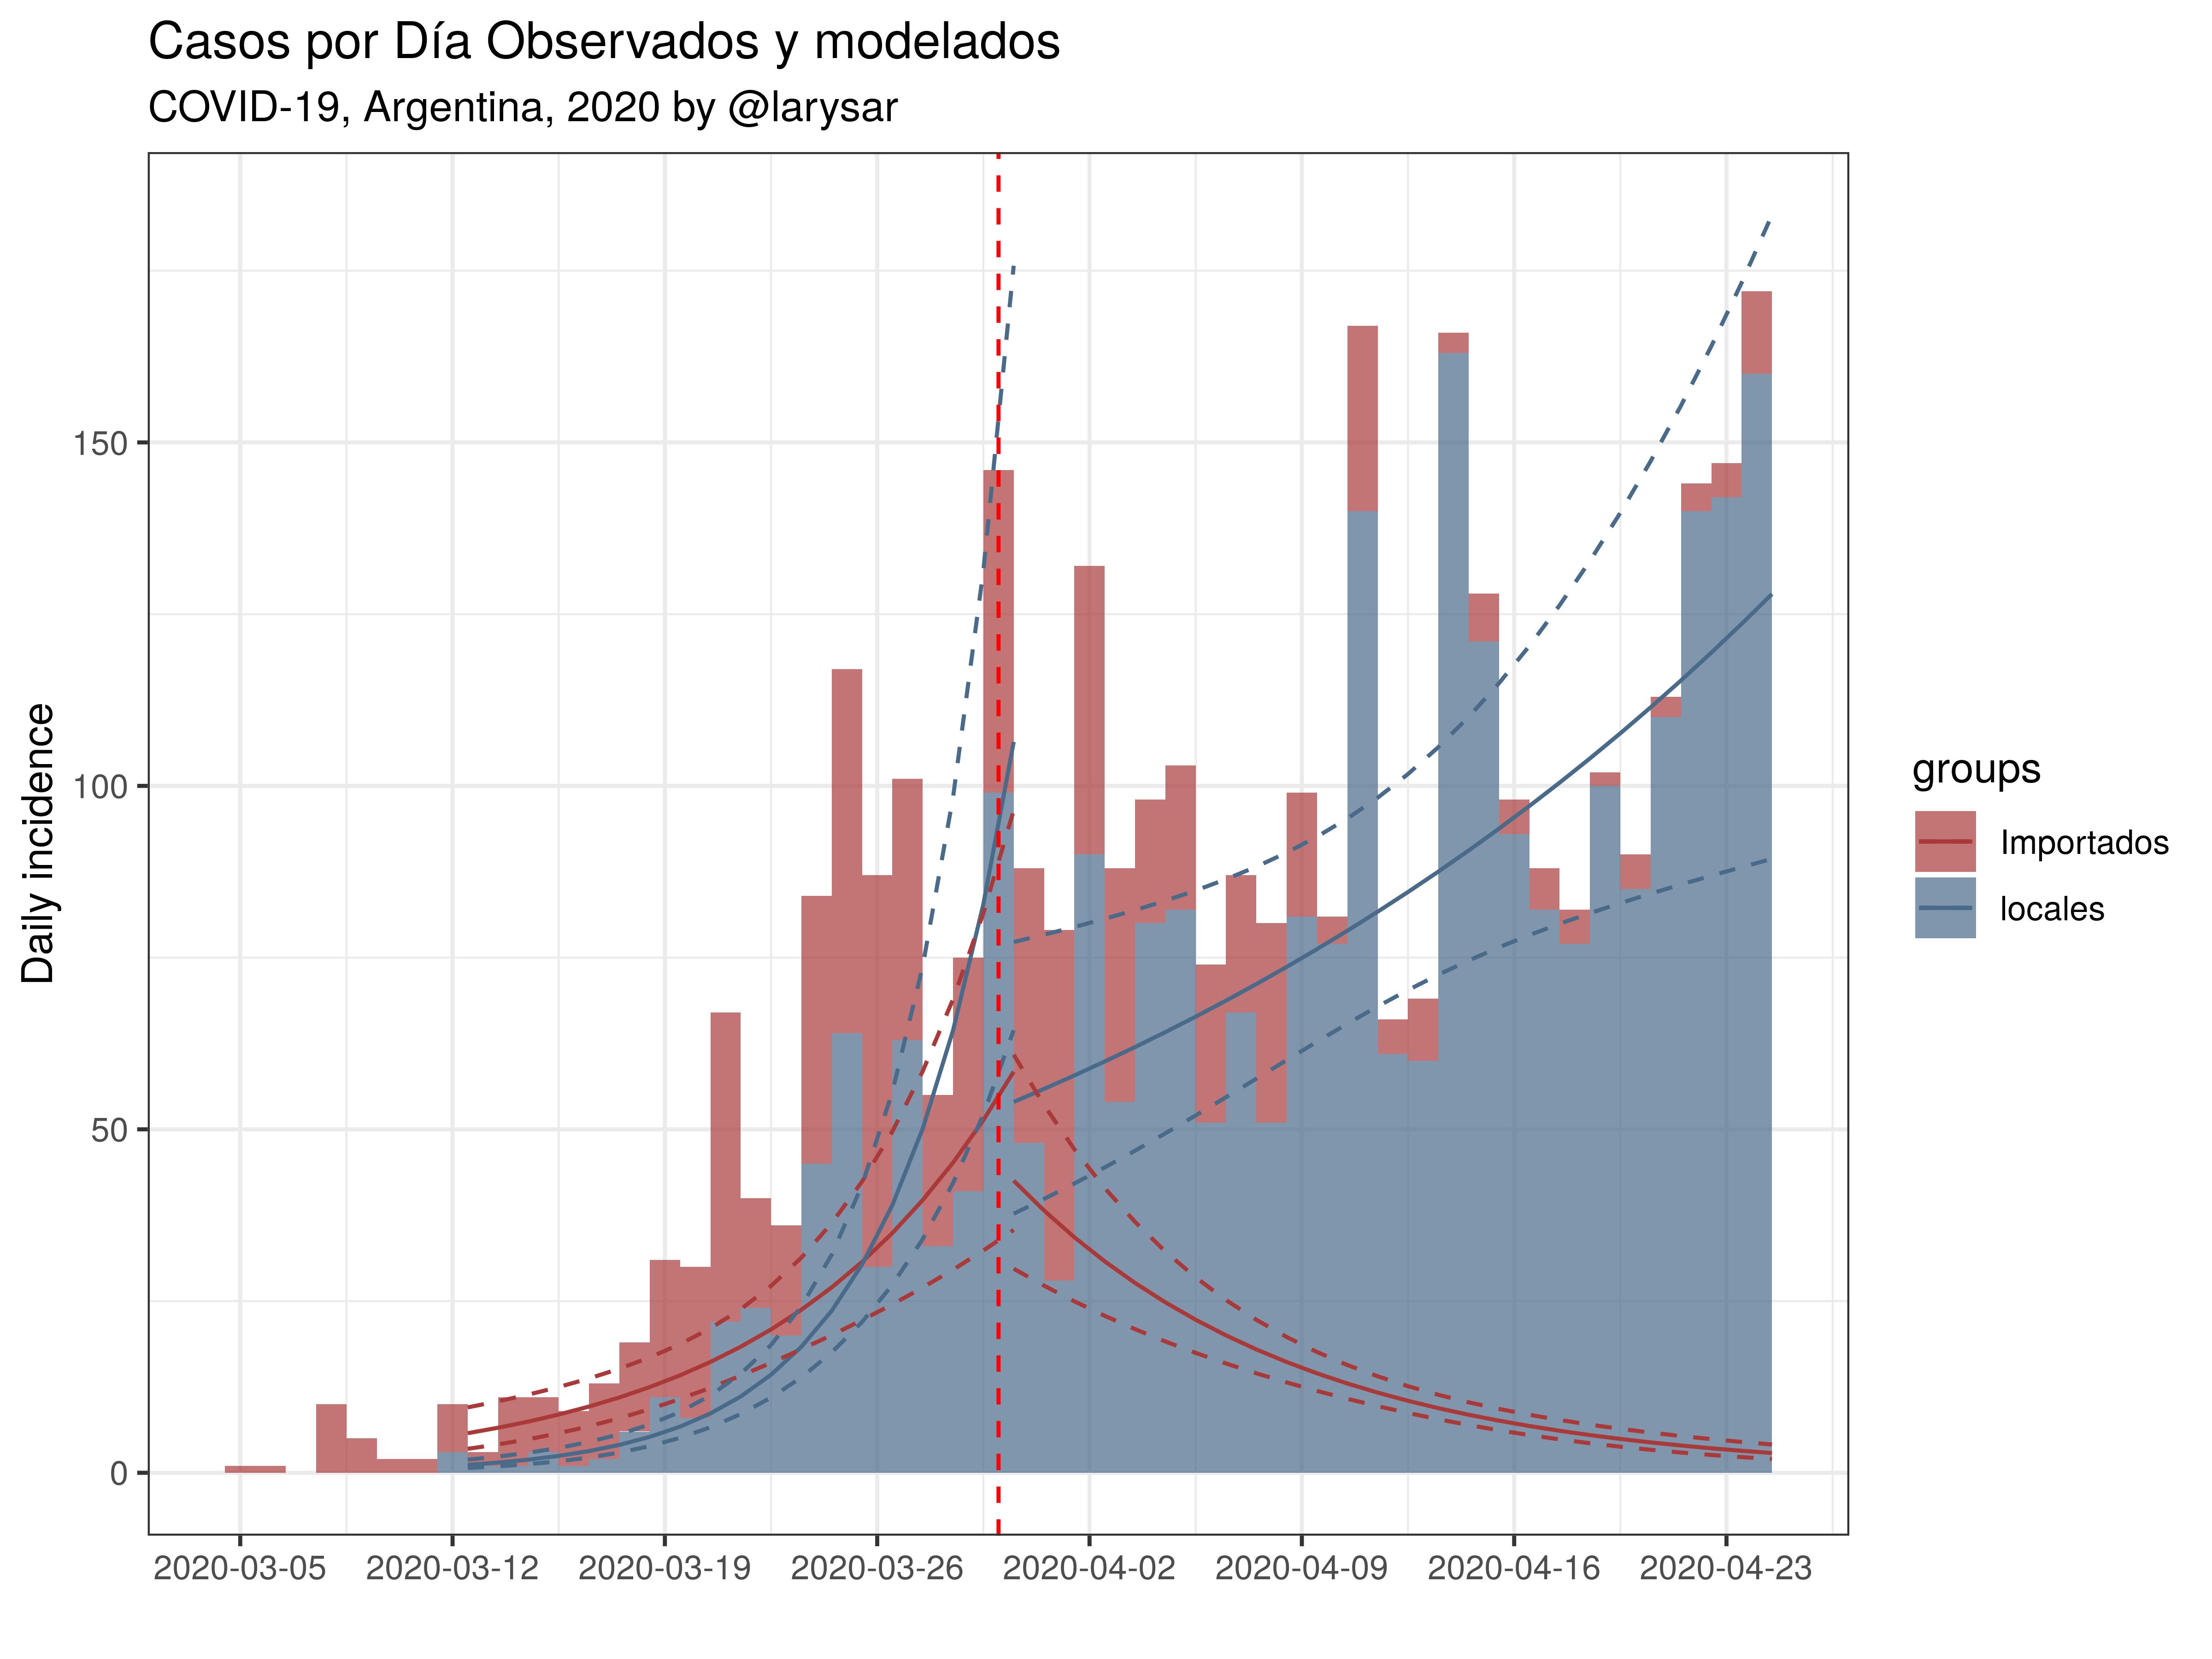 Casos por Día Observados y modelados
COVID-19, Argentina, 2020 by @larysar
Daily incidence
150
100
50
0
2020-03-05 2020-03-12 2020-03-19 2020-03-26 2020-04-02 2020-04-09 2020-04-16 2020-04-23
groups
Importados
locales